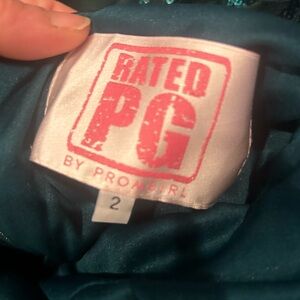 RATED
PG
BY PROMGIRL
2